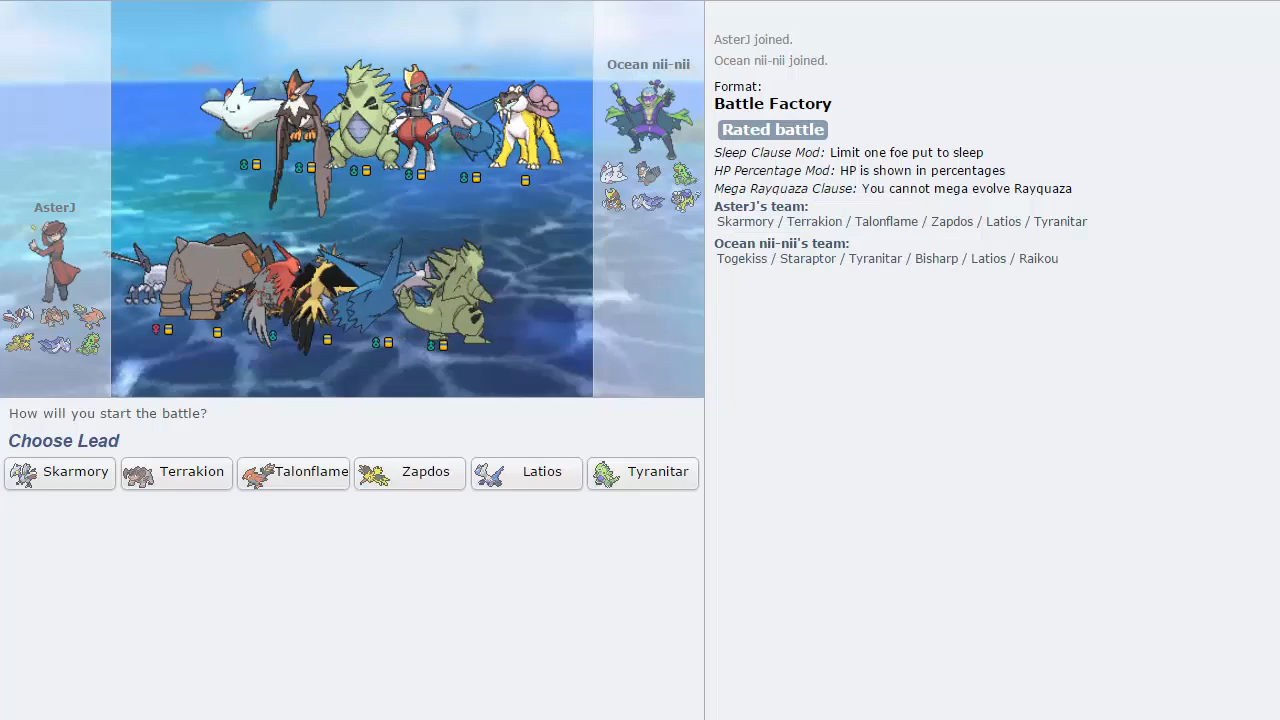 Ocean nii-nii
AsterJ
How will you start the battle?
Choose Lead
Skarmory
Terrakion
Talonflame
Zapdos
Latios
Tyranitar
AsterJ joined.
Ocean nii-nii joined.
Format:
Battle Factory
Rated battle
Sleep Clause Mod: Limit one foe put to sleep
HP Percentage Mod: HP is shown in percentages
Mega Rayquaza Clause: You cannot mega evolve Rayquaza
AsterJ's team:
Skarmory / Terrakion / Talonflame / Zapdos / Latios / Tyranitar
Ocean nii-nii's team:
Togekiss / Staraptor / Tyranitar / Bisharp / Latios / Raikou